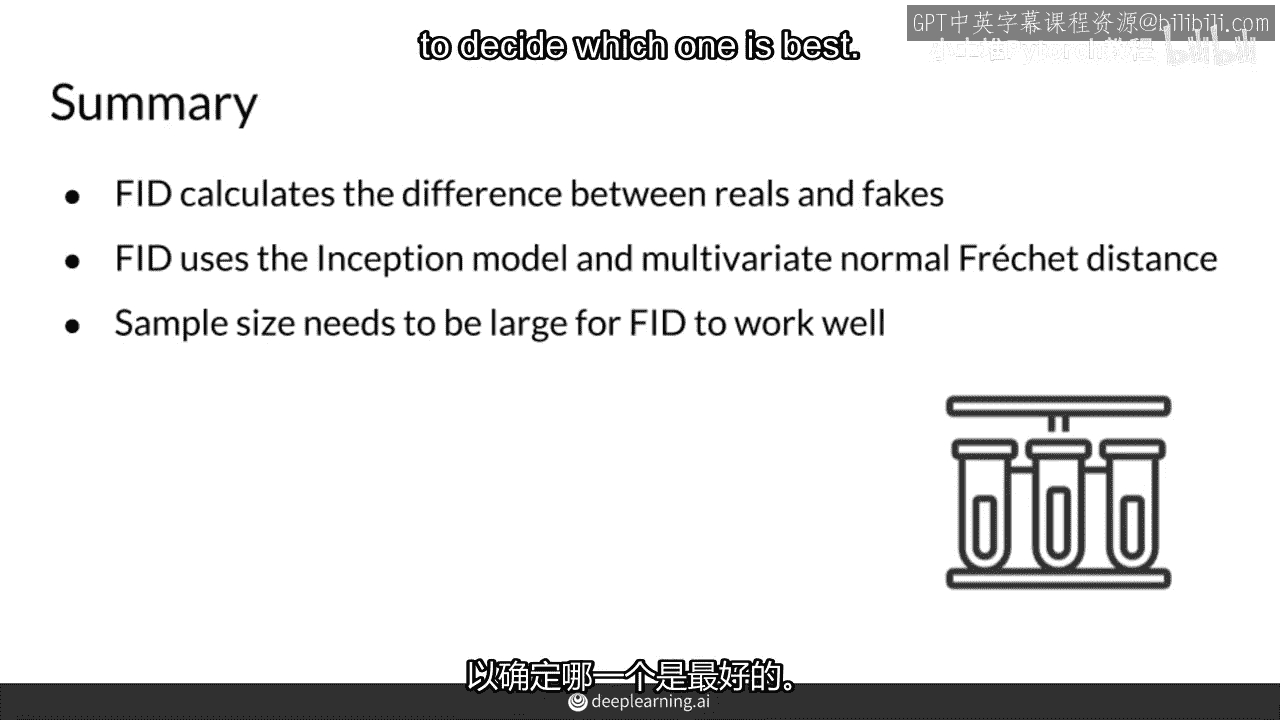 GPT中英字幕课程资源@bilibili.com
to decide which one is best.
小土堆Pytorch教程 bilibili
Summary
● FID calculates the difference between reals and fakes
● FID uses the Inception model and multivariate normal Fréchet distance
● Sample size needs to be large for FID to work well
以确定哪一个是最好的。
deeplearning.ai